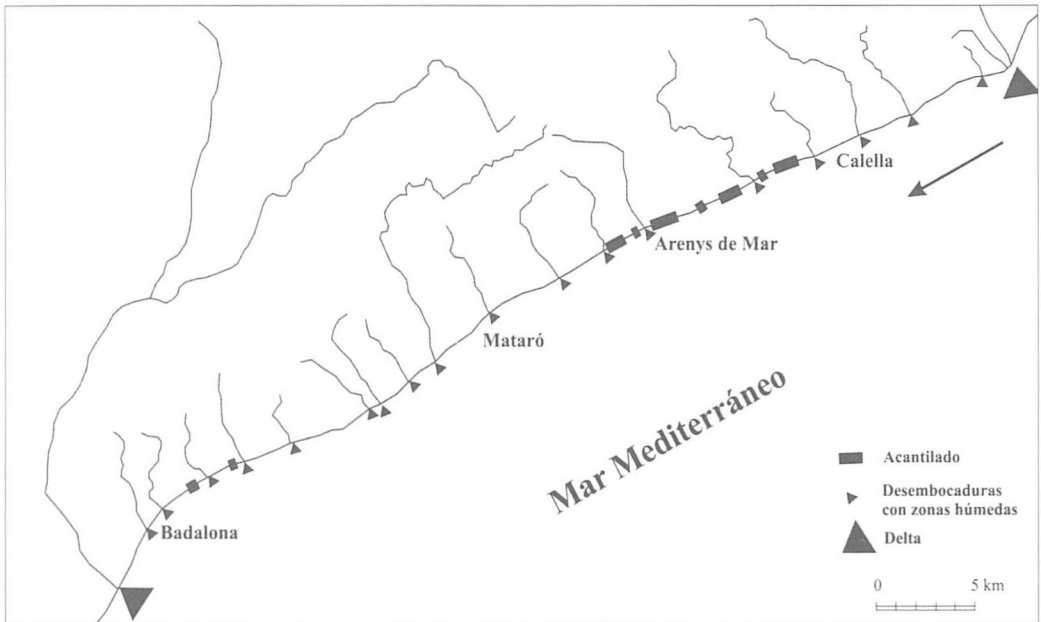 Calella
Arenys de Mar
Mataró
Mar Mediterráneo
Badalona
Acantilado
Desembocaduras
con zonas húmedas
Delta
0 5 km